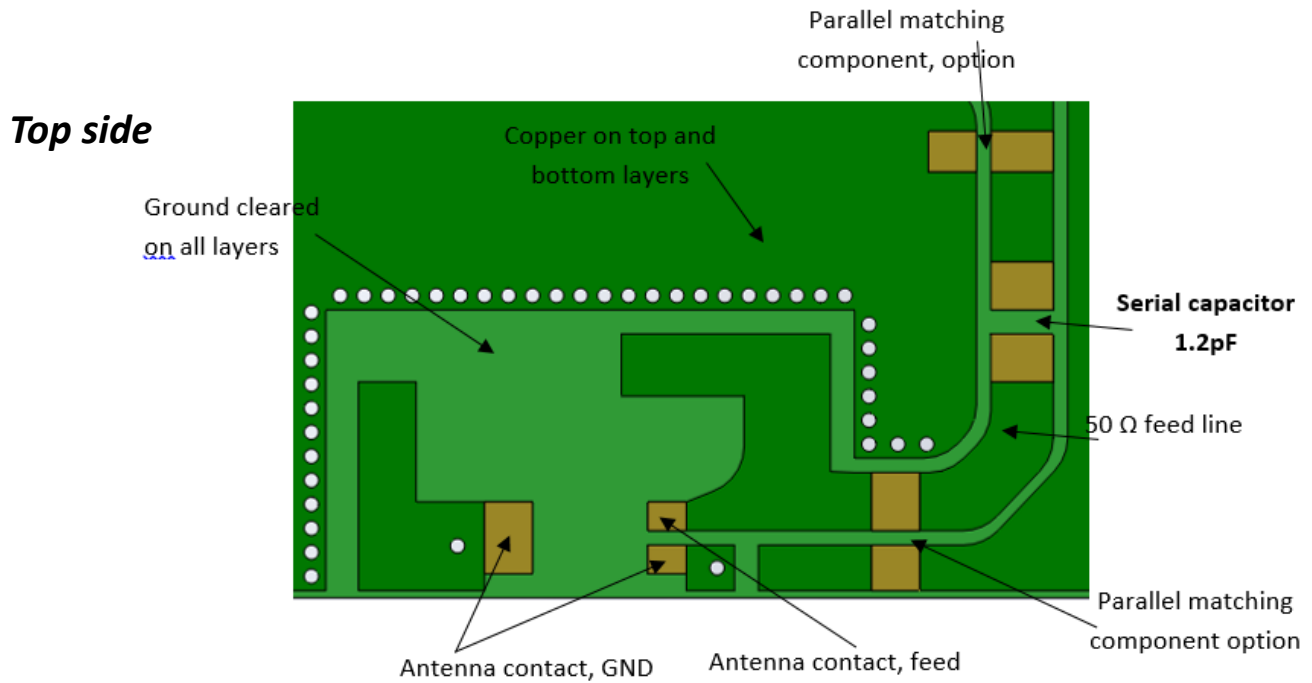 Parallel matching
component, option
Top side
Copper on top and
bottom layers
Ground cleared
on all layers
Serial capacitor
1.2pF
50 Ω feed line
Parallel matching
component option
Antenna contact, GND
Antenna contact, feed